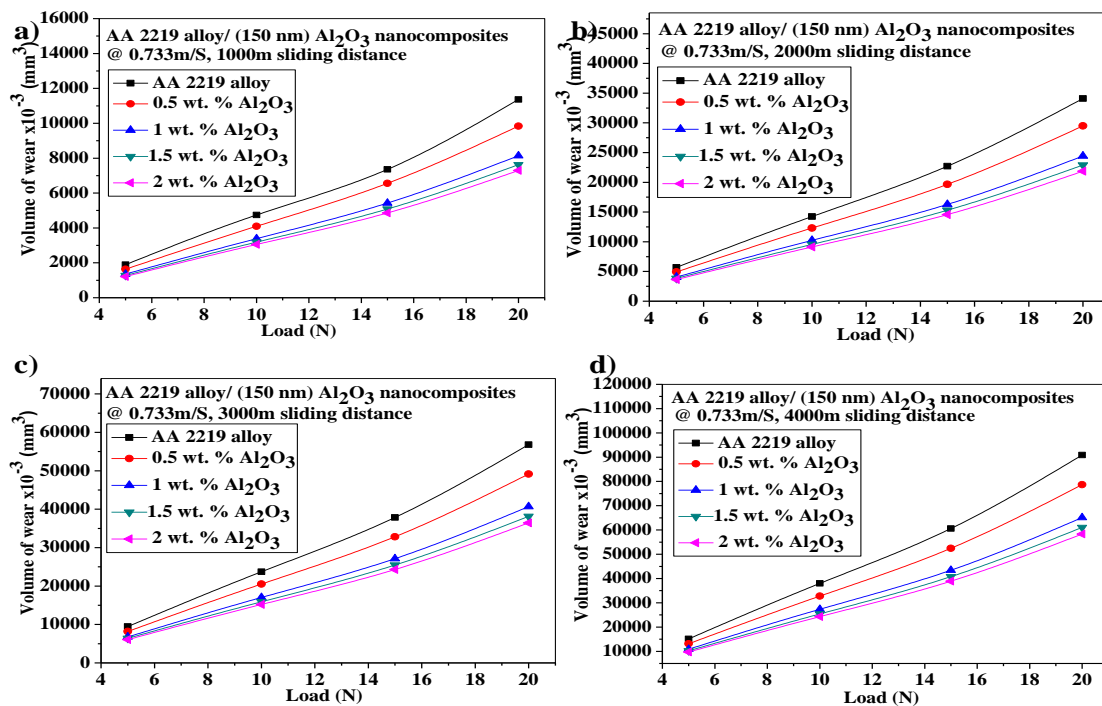 a)
AA 2219 alloy/ (150 nm) Al2O3 nanocomposites
@ 0.733m/S, 1000m sliding distance
AA 2219 alloy
0.5 wt. % Al2O3
1 wt. % Al2O3
1.5 wt. % Al2O3
2 wt. % Al2O3
Volume of wear x10^-3 (mm^3)
16000
14000
12000
10000
8000
6000
4000
2000
0
4 6 8 10 12 14 16 18 20
Load (N)
b)
AA 2219 alloy/ (150 nm) Al2O3 nanocomposites
@ 0.733m/S, 2000m sliding distance
AA 2219 alloy
0.5 wt. % Al2O3
1 wt. % Al2O3
1.5 wt. % Al2O3
2 wt. % Al2O3
Volume of wear x10^-3 (mm^3)
45000
40000
35000
30000
25000
20000
15000
10000
5000
0
4 6 8 10 12 14 16 18 20
Load (N)
c)
AA 2219 alloy/ (150 nm) Al2O3 nanocomposites
@ 0.733m/S, 3000m sliding distance
AA 2219 alloy
0.5 wt. % Al2O3
1 wt. % Al2O3
1.5 wt. % Al2O3
2 wt. % Al2O3
Volume of wear x10^-3 (mm^3)
70000
60000
50000
40000
30000
20000
10000
0
4 6 8 10 12 14 16 18 20
Load (N)
d)
AA 2219 alloy/ (150 nm) Al2O3 nanocomposites
@ 0.733m/S, 4000m sliding distance
AA 2219 alloy
0.5 wt. % Al2O3
1 wt. % Al2O3
1.5 wt. % Al2O3
2 wt. % Al2O3
Volume of wear x10^-3 (mm^3)
120000
110000
100000
90000
80000
70000
60000
50000
40000
30000
20000
10000
4 6 8 10 12 14 16 18 20
Load (N)